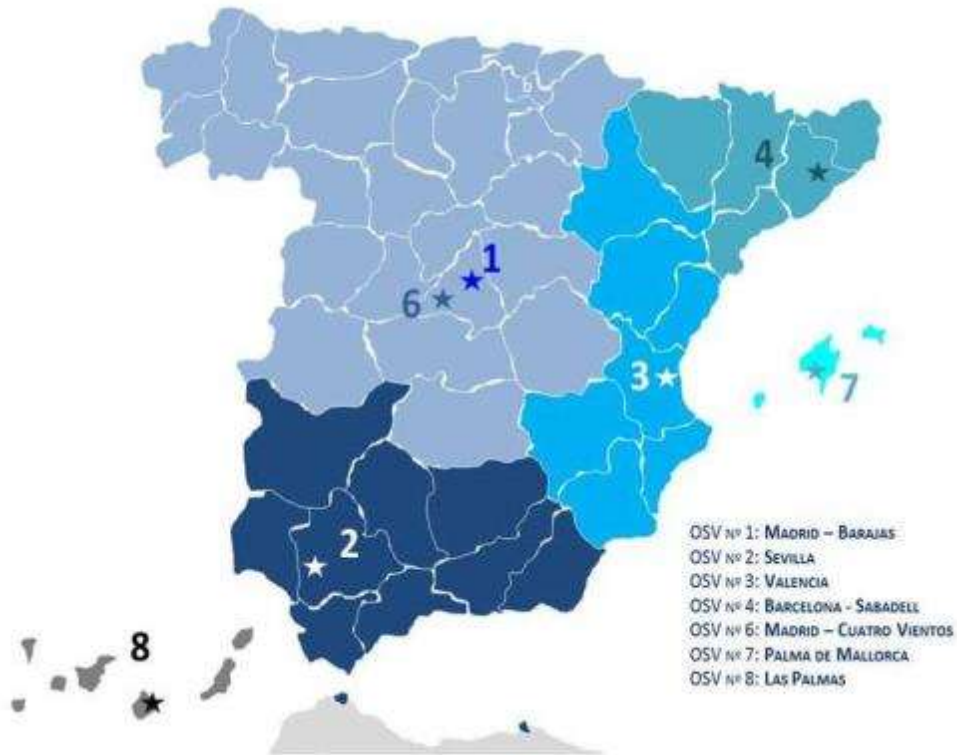 4
1
6
3
7
2
8
OSV Nº 1: MADRID – BARAJAS
OSV Nº 2: SEVILLA
OSV Nº 3: VALENCIA
OSV Nº 4: BARCELONA - SABADELL
OSV Nº 6: MADRID – CUATRO VIENTOS
OSV Nº 7: PALMA DE MALLORCA
OSV Nº 8: LAS PALMAS